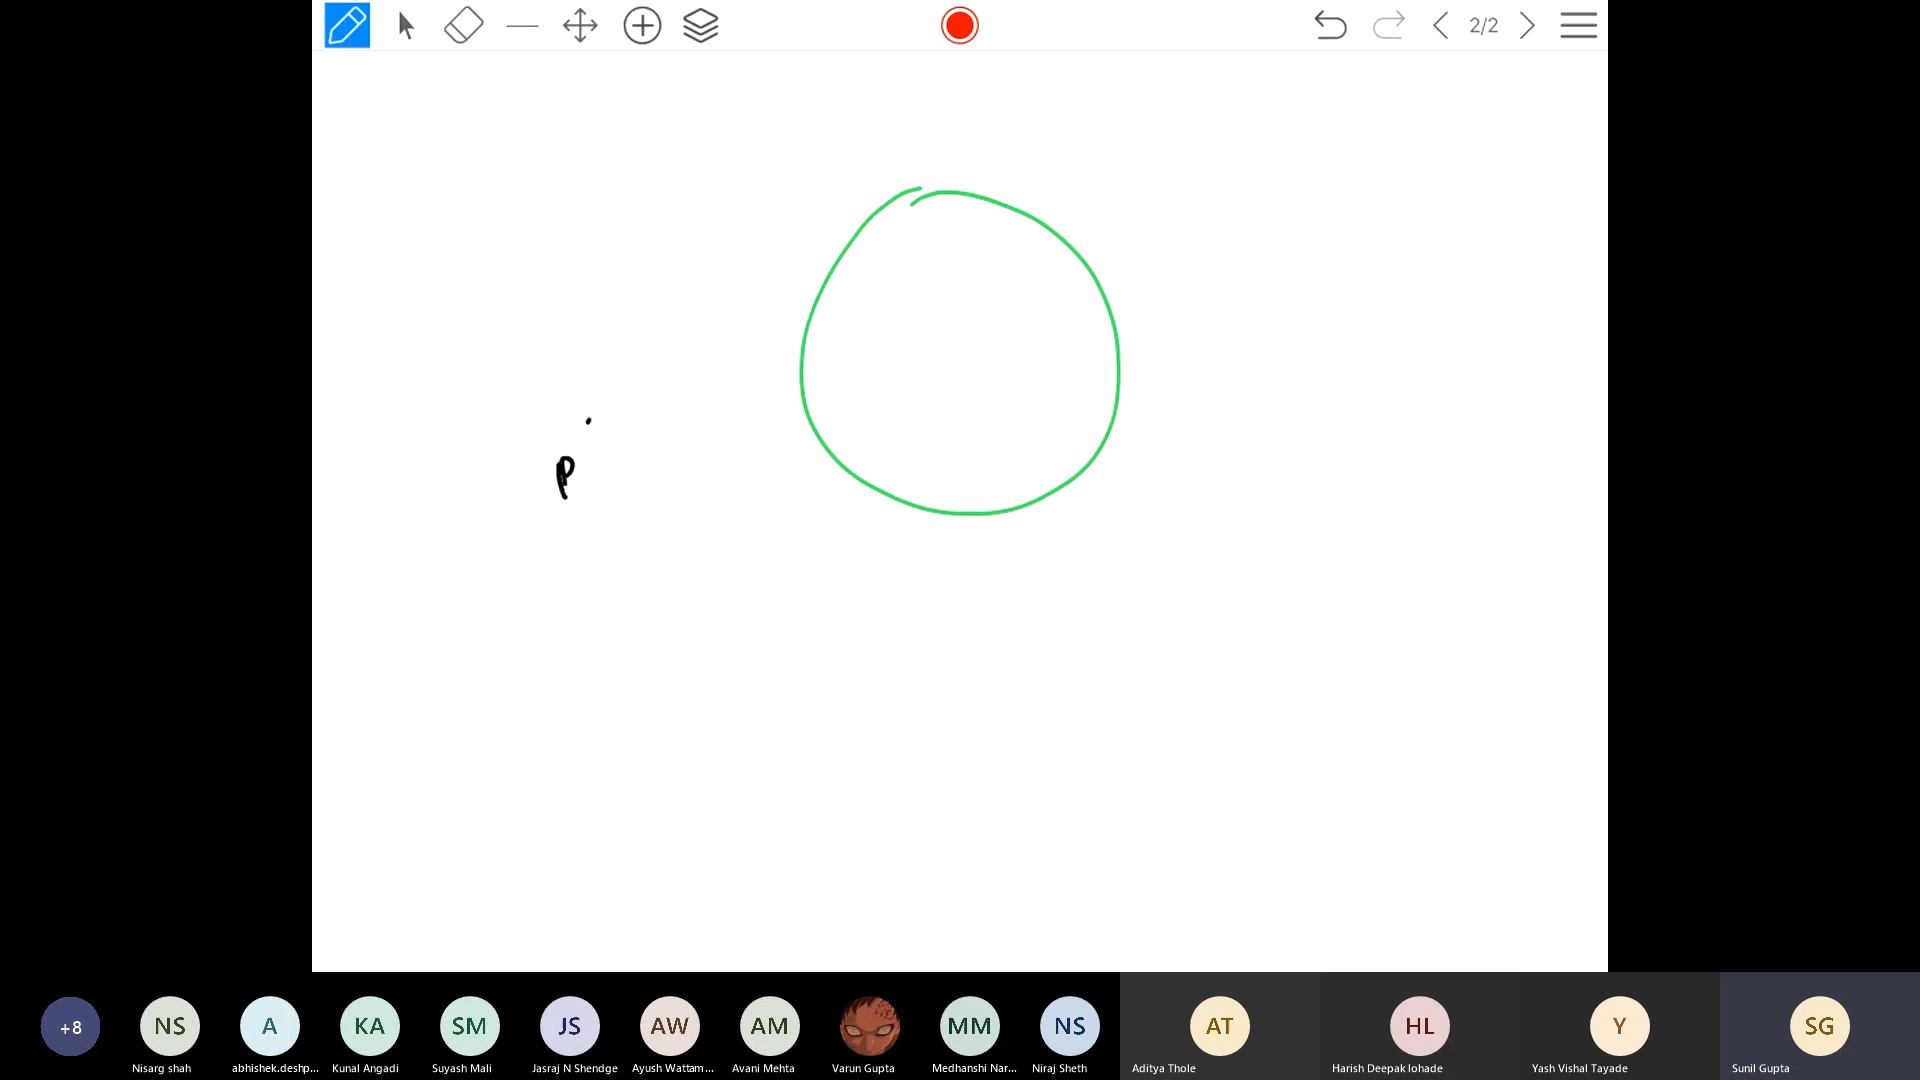 2/2
P
+8
NS
A
KA
SM
JS
AW
AM
MM
NS
AT
HL
Y
SG
Nisarg shah
abhishek.deshp...
Kunal Angadi
Suyash Mali
Jasraj N Shendge
Ayush Wattam...
Avani Mehta
Varun Gupta
Medhanshi Nar...
Niraj Sheth
Aditya Thole
Harish Deepak lohade
Yash Vishal Tayade
Sunil Gupta